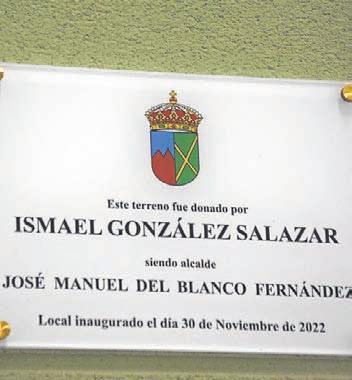 Este terreno fue donado por
ISMAEL GONZÁLEZ SALAZAR
siendo alcalde
JOSÉ MANUEL DEL BLANCO FERNÁNDEZ
Local inaugurado el día 30 de Noviembre de 2022